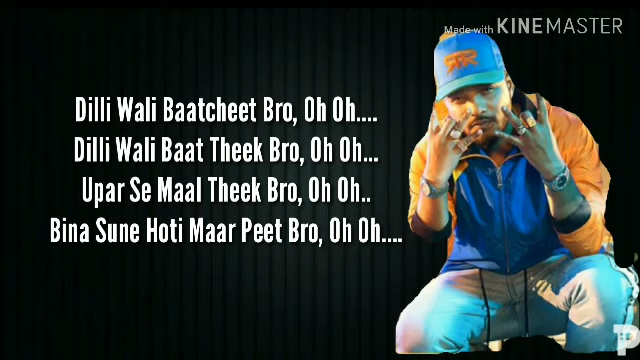 Made with KINEMASTER
Dilli Wali Baatcheet Bro, Oh Oh....
Dilli Wali Baat Theek Bro, Oh Oh...
Upar Se Maal Theek Bro, Oh Oh..
Bina Sune Hoti Maar Peet Bro, Oh Oh....